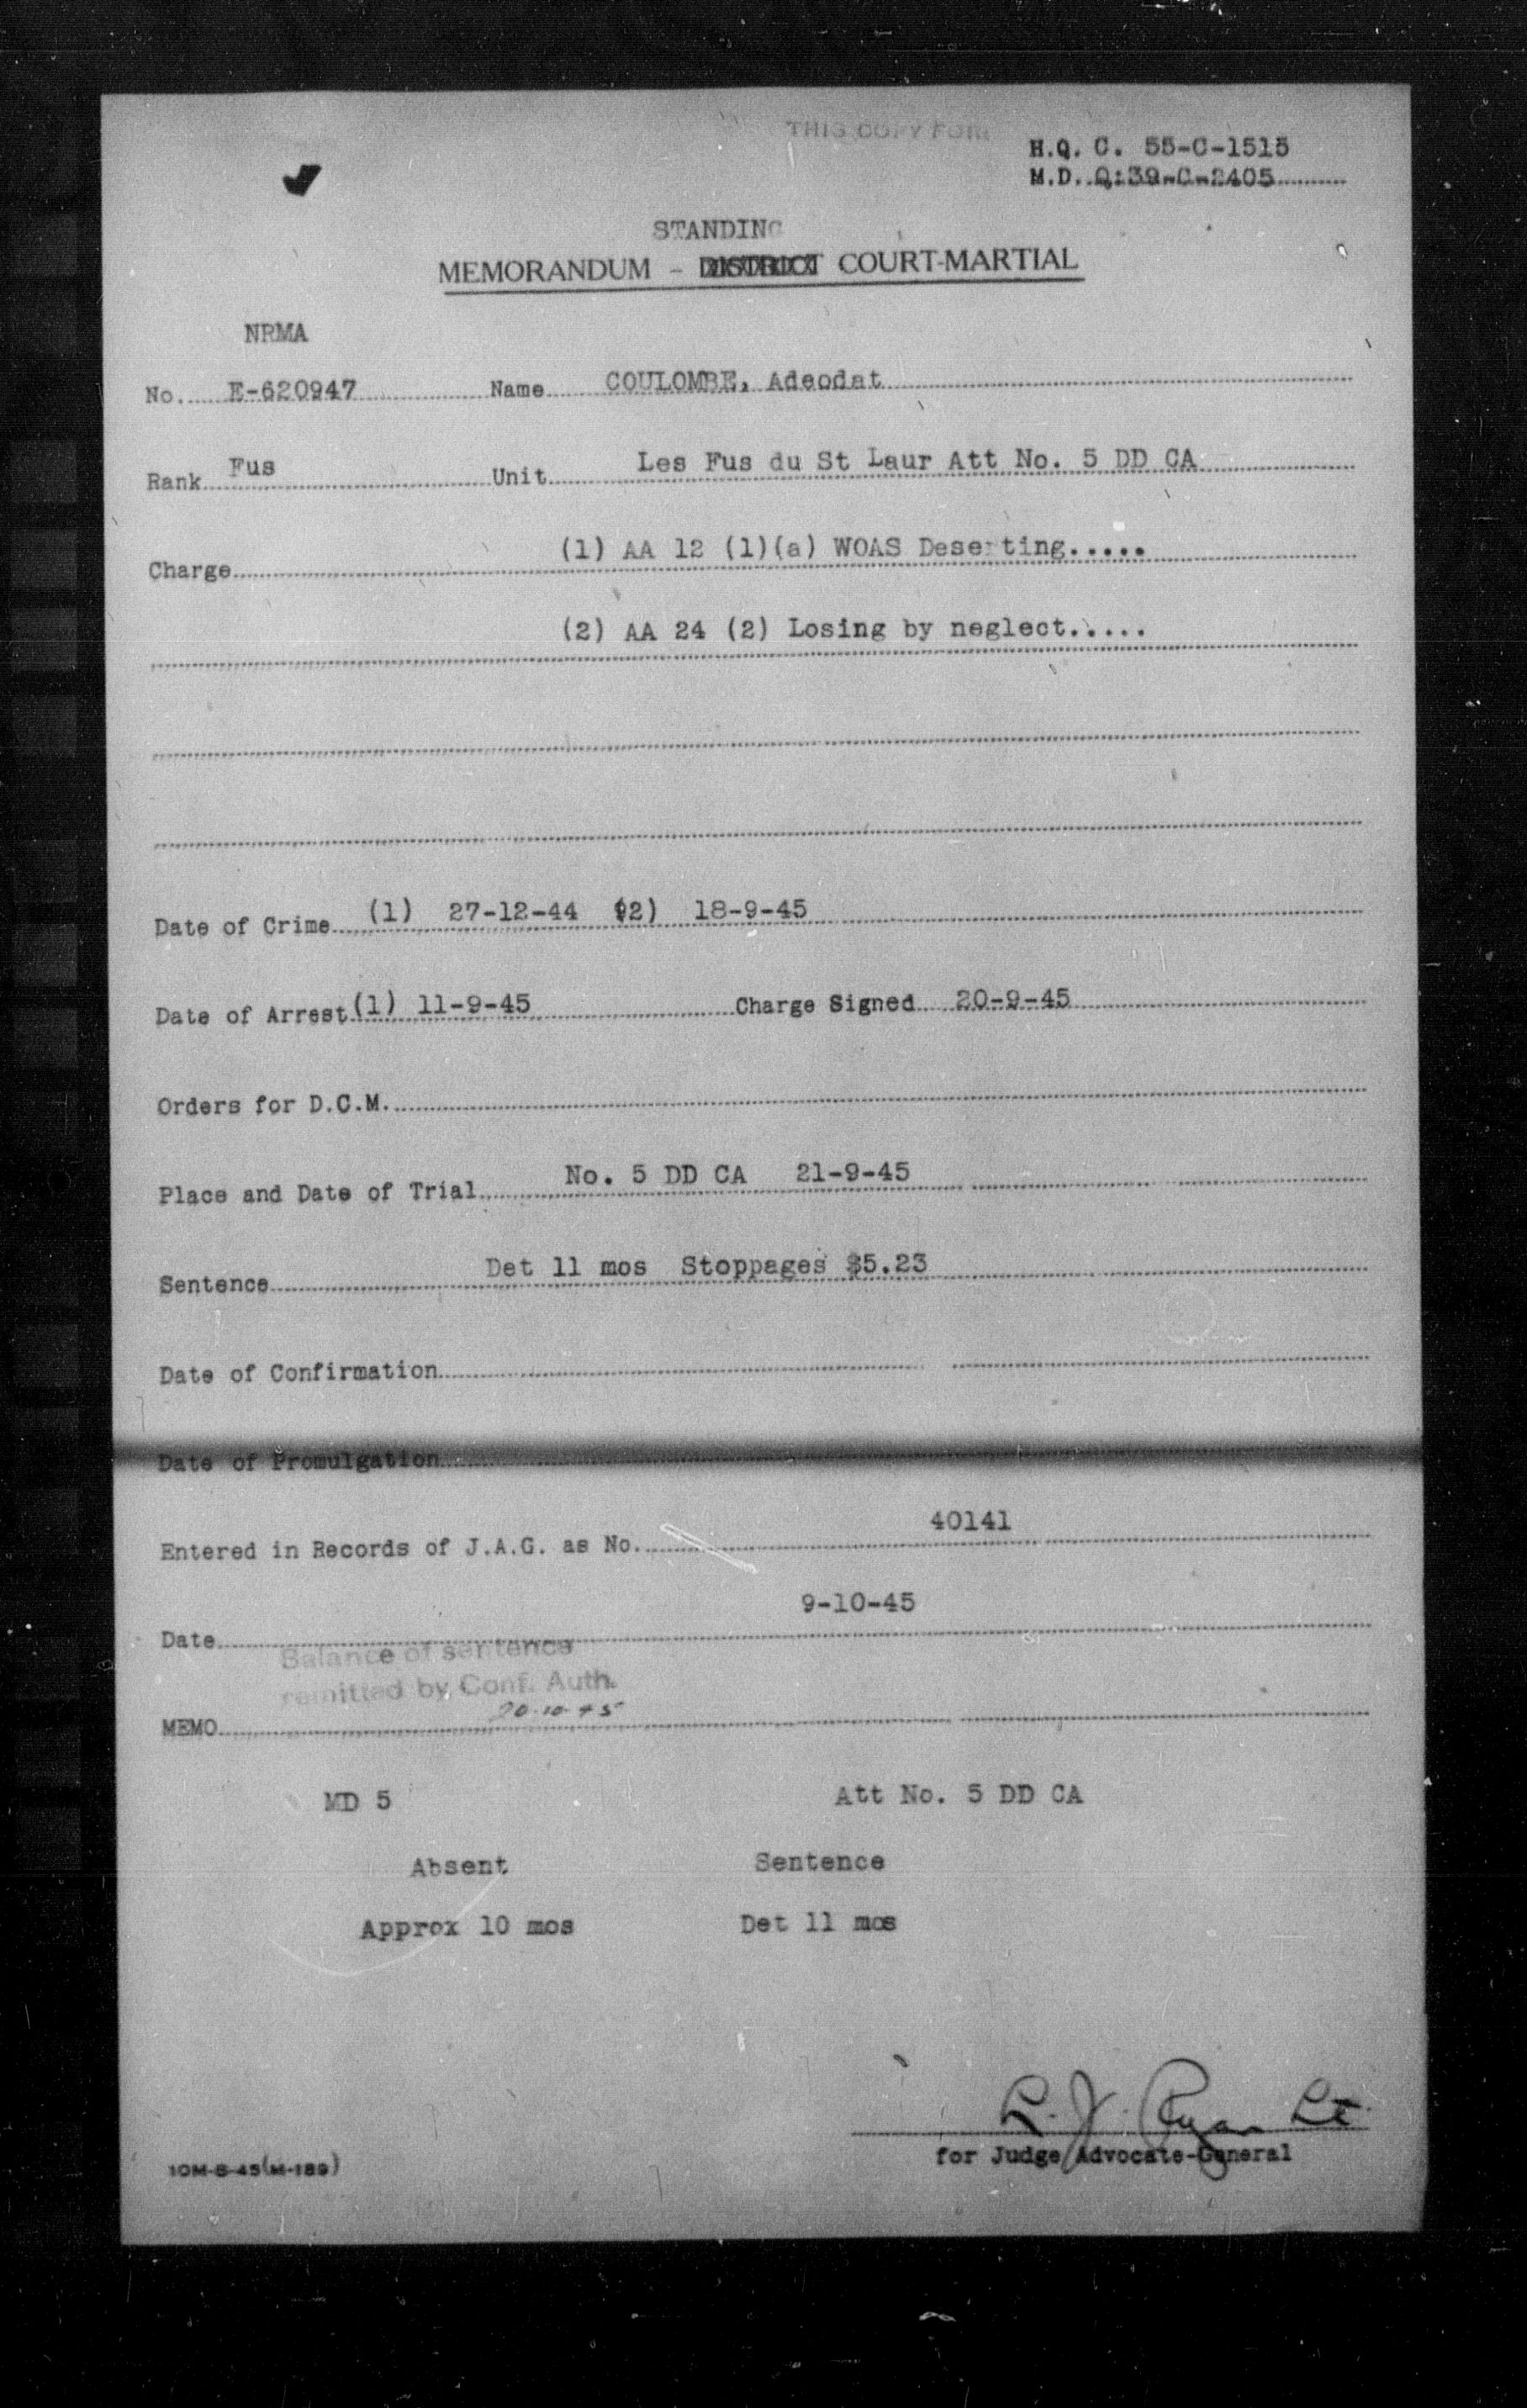 THIS COPY FOR
H.Q. C. 55-C-1515
M.D. Q:39-C-2405
STANDING
MEMORANDUM - DISTRICT COURT-MARTIAL
NRMA
No. E-620947 Name COULOMBE, Adeodat
Rank Fus Unit Les Fus du St Laur Att No. 5 DD CA
Charge (1) AA 12 (1)(a) WOAS Deserting.....
(2) AA 24 (2) Losing by neglect.....
Date of Crime (1) 27-12-44 (2) 18-9-45
Date of Arrest (1) 11-9-45 Charge Signed 20-9-45
Orders for D.C.M.
Place and Date of Trial No. 5 DD CA 21-9-45
Sentence Det 11 mos Stoppages $5.23
Date of Confirmation
Date of Promulgation
Entered in Records of J.A.G. as No. 40141
Date 9-10-45
Balance of sentence
remitted by Conf. Auth.
20-10-45
MEMO
MD 5 Att No. 5 DD CA
Absent Sentence
Approx 10 mos Det 11 mos
L. J. Ryan Lt.
for Judge Advocate-General